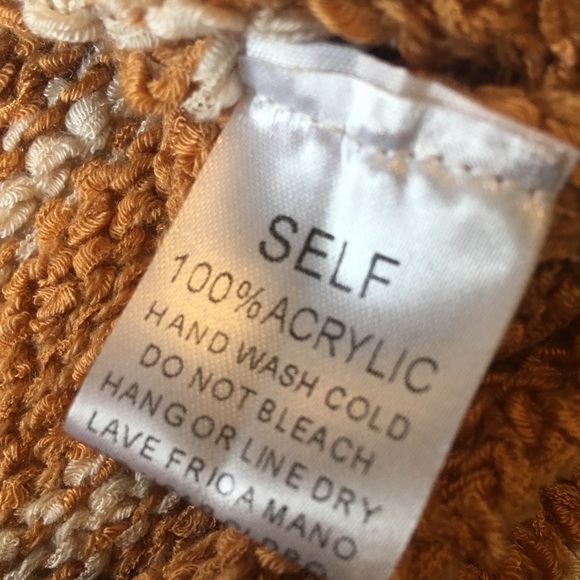 SELF
100% ACRYLIC
HAND WASH COLD
DO NOT BLEACH
HANG OR LINE DRY
LAVE FRIO A MANO